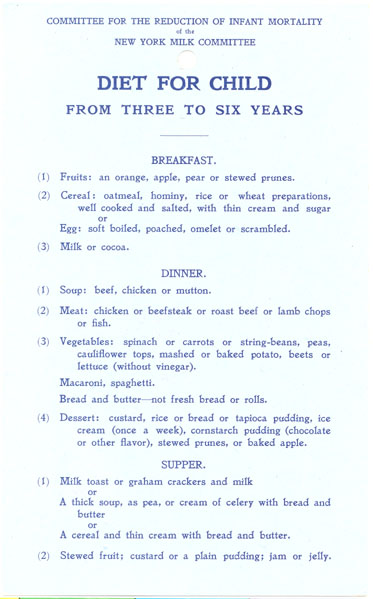 COMMITTEE FOR THE REDUCTION OF INFANT MORTALITY
of the
NEW YORK MILK COMMITTEE
DIET FOR CHILD
FROM THREE TO SIX YEARS
BREAKFAST.
(1) Fruits: an orange, apple, pear or stewed prunes.
(2) Cereal: oatmeal, hominy, rice or wheat preparations,
well cooked and salted, with thin cream and sugar
or
Egg: soft boiled, poached, omelet or scrambled.
(3) Milk or cocoa.
DINNER.
(1) Soup: beef, chicken or mutton.
(2) Meat: chicken or beefsteak or roast beef or lamb chops
or fish.
(3) Vegetables: spinach or carrots or string-beans, peas,
cauliflower tops, mashed or baked potato, beets or
lettuce (without vinegar).
Macaroni, spaghetti.
Bread and butter—not fresh bread or rolls.
(4) Dessert: custard, rice or bread or tapioca pudding, ice
cream (once a week), cornstarch pudding (chocolate
or other flavor), stewed prunes, or baked apple.
SUPPER.
(1) Milk toast or graham crackers and milk
or
A thick soup, as pea, or cream of celery with bread and
butter
or
A cereal and thin cream with bread and butter.
(2) Stewed fruit; custard or a plain pudding; jam or jelly.